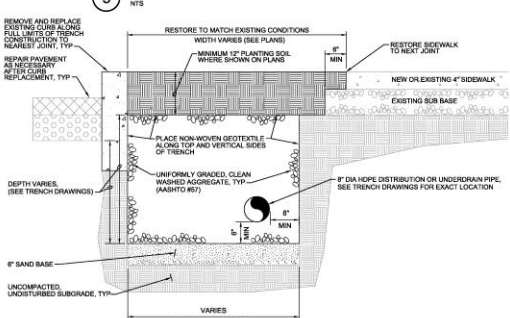 NTS
RESTORE TO MATCH EXISTING CONDITIONS
WIDTH VARIES (SEE PLANS)
REMOVE AND REPLACE
EXISTING CURB ALONG
FULL LIMITS OF TRENCH
CONSTRUCTION TO
NEAREST JOINT, TYP
REPAIR PAVEMENT
AS NECESSARY
AFTER CURB
REPLACEMENT, TYP
MINIMUM 12" PLANTING SOIL
WHERE SHOWN ON PLANS
6"
MIN
RESTORE SIDEWALK
TO NEXT JOINT
NEW OR EXISTING 4" SIDEWALK
EXISTING SUB BASE
PLACE NON-WOVEN GEOTEXTILE
ALONG TOP AND VERTICAL SIDES
OF TRENCH
UNIFORMLY GRADED, CLEAN
WASHED AGGREGATE, TYP
(AASHTO #57)
DEPTH VARIES,
(SEE TRENCH DRAWINGS)
8" DIA HDPE DISTRIBUTION OR UNDERDRAIN PIPE,
SEE TRENCH DRAWINGS FOR EXACT LOCATION
8"
MIN
6"
MIN
6" SAND BASE
UNCOMPACTED,
UNDISTURBED SUBGRADE, TYP
VARIES